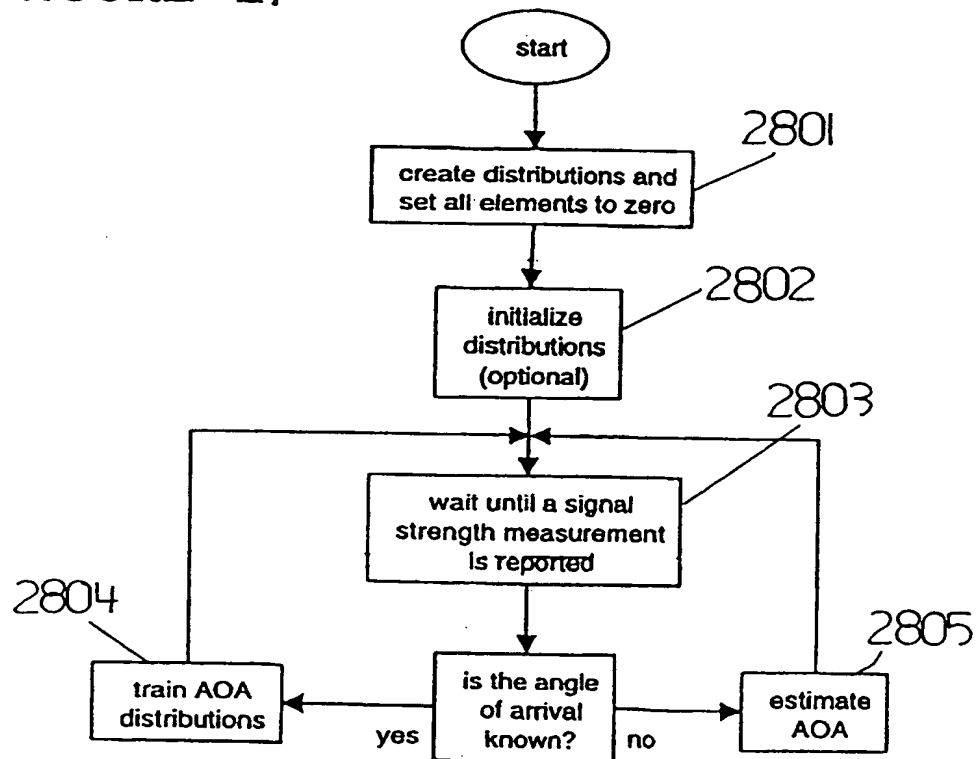 start
2801
create distributions and
set all elements to zero
2802
initialize
distributions
(optional)
2803
wait until a signal
strength measurement
is reported
2804
train AOA
distributions
yes
is the angle
of arrival
known?
no
2805
estimate
AOA